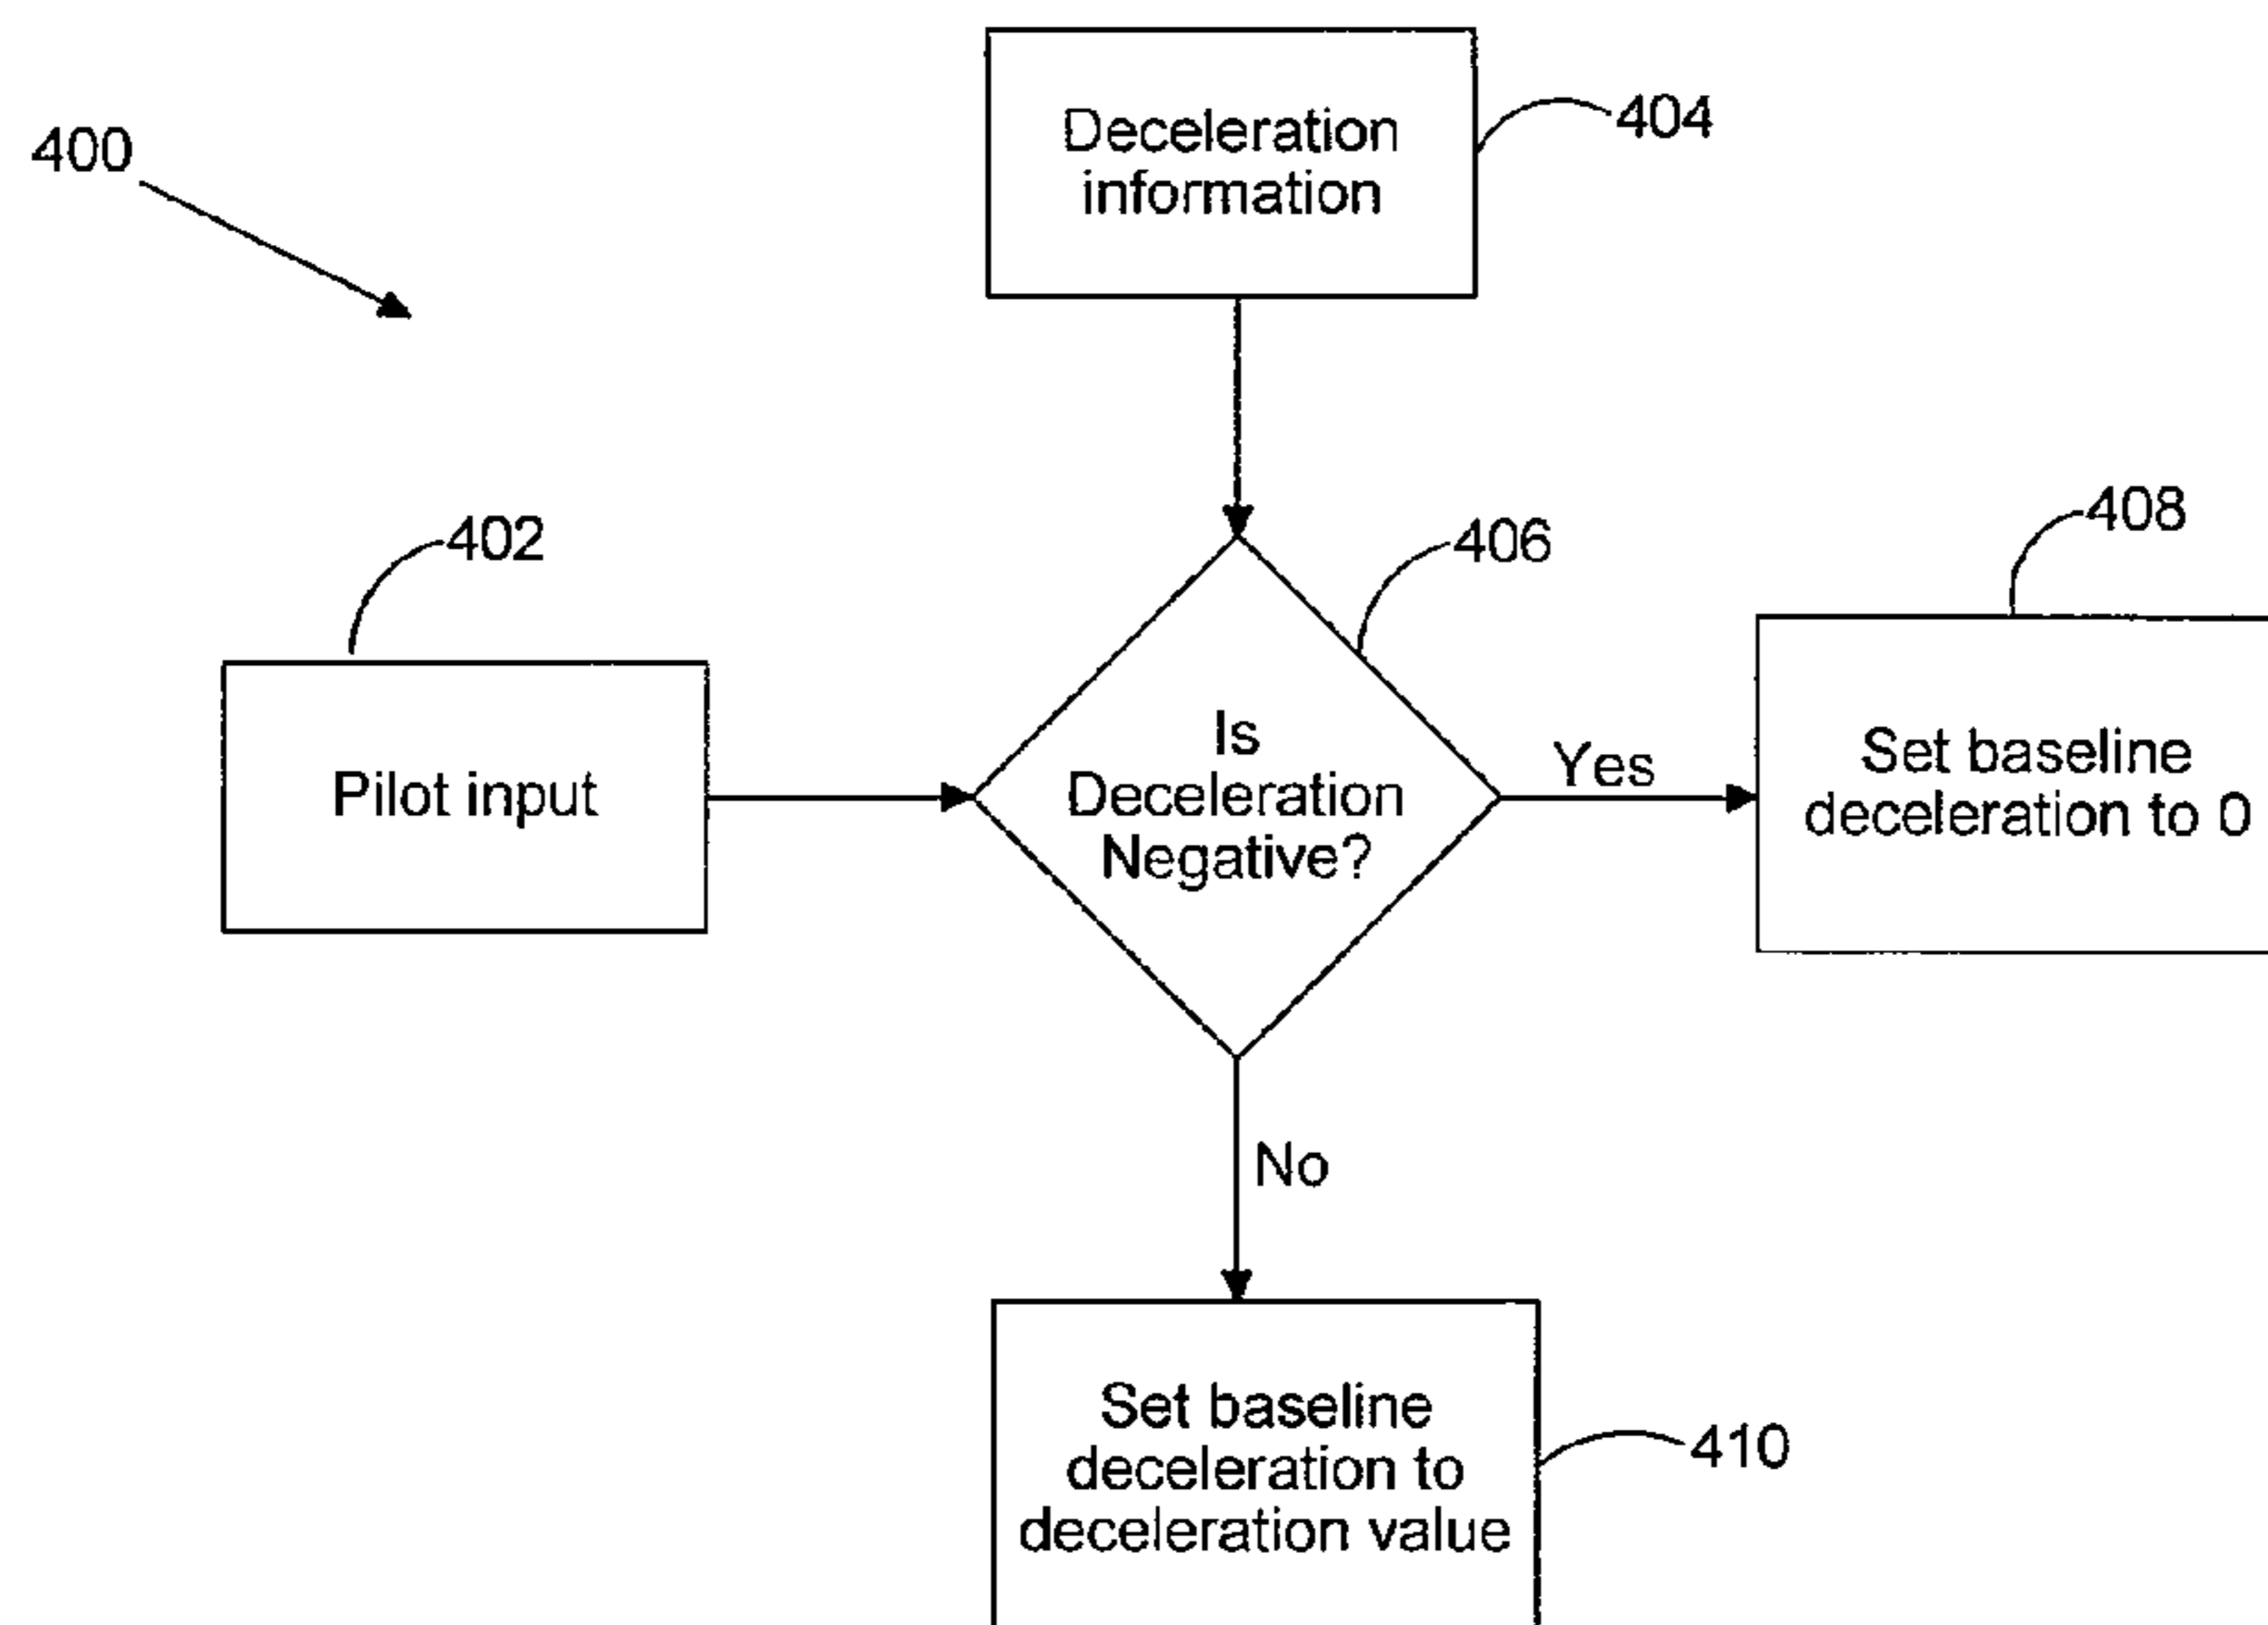 Deceleration
information
404
400
402
406
408
Pilot input
Is
Deceleration
Negative?
Yes
Set baseline
deceleration to 0
No
Set baseline
deceleration to
deceleration value
410